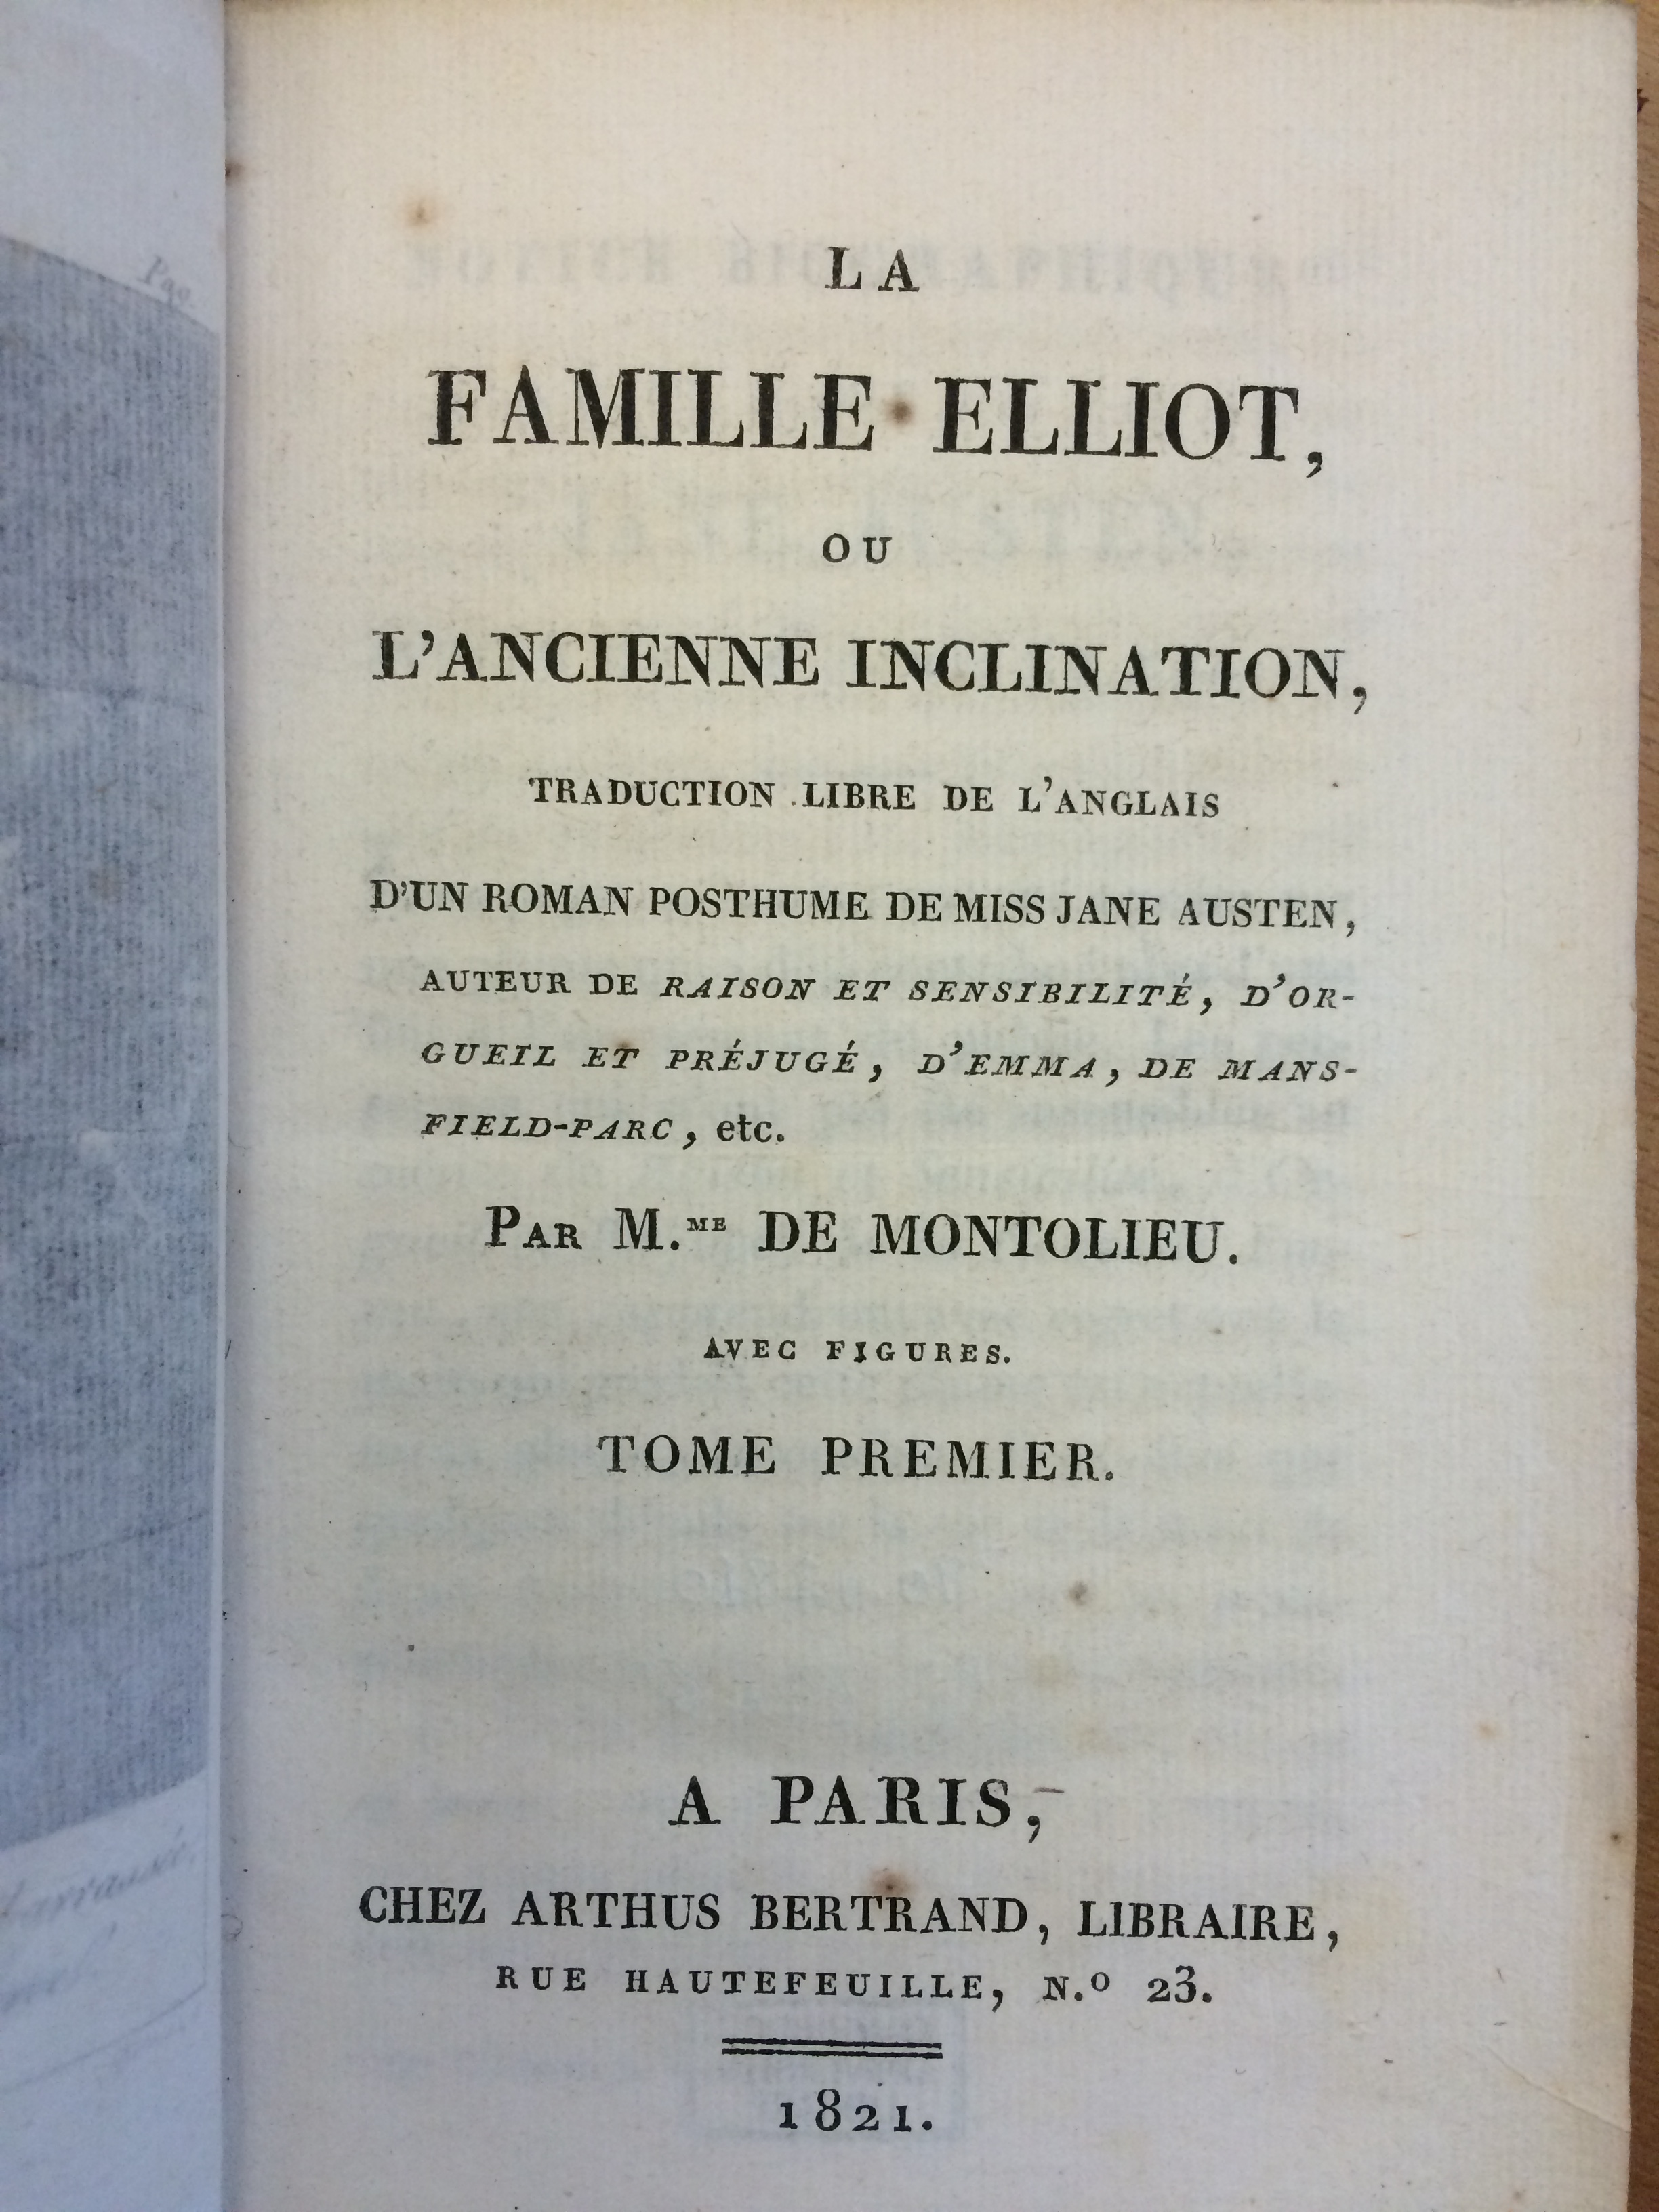 LA
FAMILLE ELLIOT,
OU
L'ANCIENNE INCLINATION,
TRADUCTION LIBRE DE L'ANGLAIS
D'UN ROMAN POSTHUME DE MISS JANE AUSTEN,
AUTEUR DE RAISON ET SENSIBILITÉ, D'OR-
GUEIL ET PRÉJUGÉ, D'EMMA, DE MANS-
FIELD-PARC, etc.
PAR M.ME DE MONTOLIEU.
AVEC FIGURES.
TOME PREMIER.
A PARIS,
CHEZ ARTHUS BERTRAND, LIBRAIRE,
RUE HAUTEFEUILLE, N.º 23.
1821.